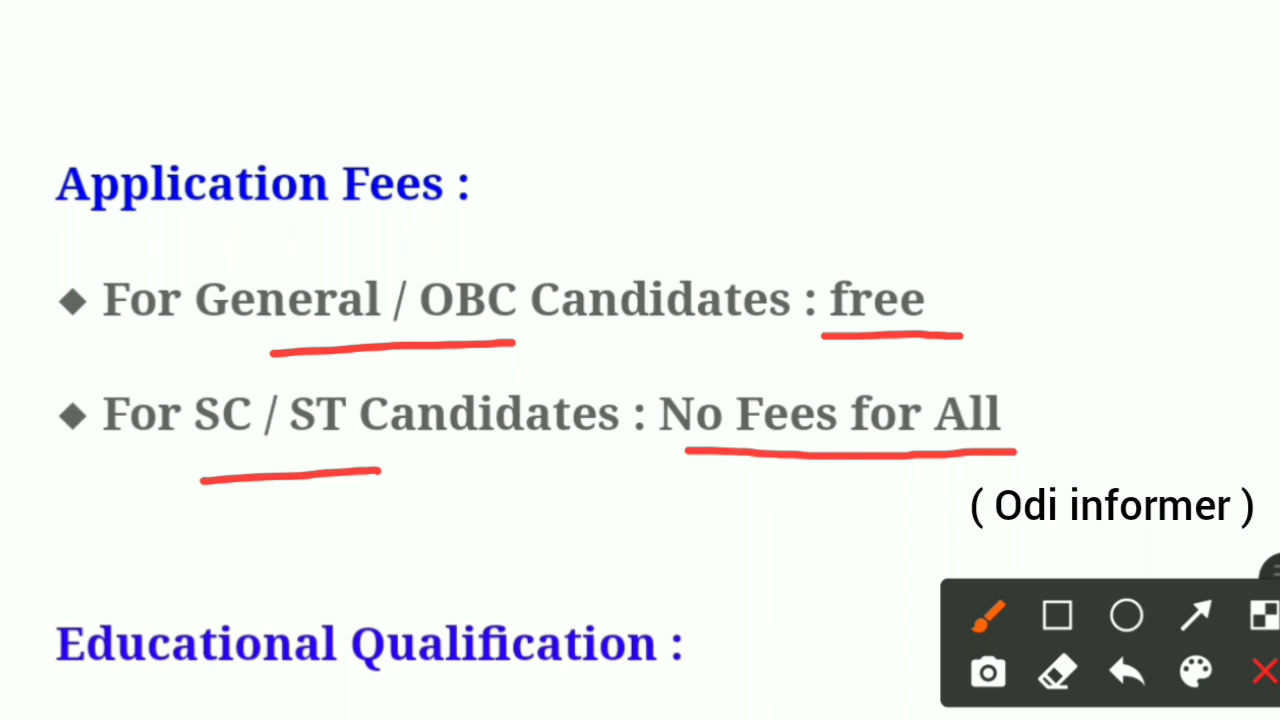 Application Fees :
◆ For General / OBC Candidates : free
◆ For SC / ST Candidates : No Fees for All
( Odi informer )
Educational Qualification :